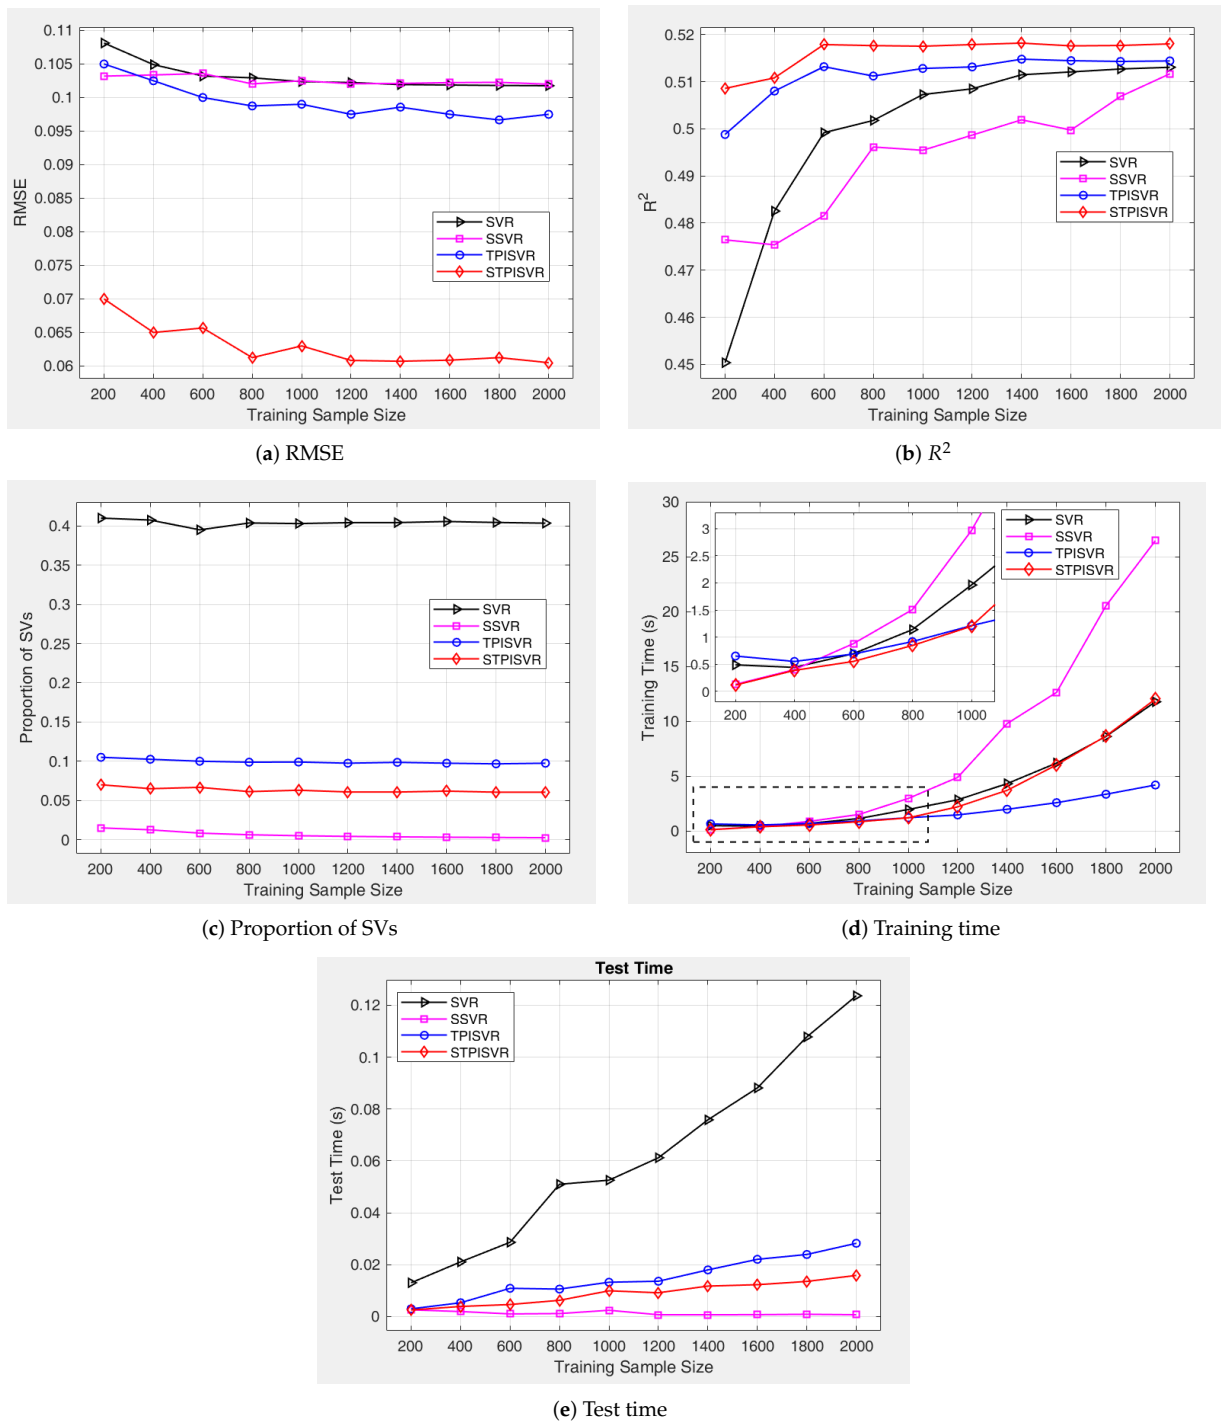 0.11
0.105
0.1
0.095
0.09
0.085
0.08
0.075
0.07
0.065
0.06
RMSE
SVR
SSVR
TPISVR
STPISVR
200 400 600 800 1000 1200 1400 1600 1800 2000
Training Sample Size
(a) RMSE
0.52
0.51
0.5
0.49
0.48
0.47
0.46
0.45
R²
SVR
SSVR
TPISVR
STPISVR
200 400 600 800 1000 1200 1400 1600 1800 2000
Training Sample Size
(b) R²
0.4
0.35
0.3
0.25
0.2
0.15
0.1
0.05
0
Proportion of SVs
SVR
SSVR
TPISVR
STPISVR
200 400 600 800 1000 1200 1400 1600 1800 2000
Training Sample Size
(c) Proportion of SVs
30
25
20
15
10
5
0
Training Time (s)
3
2.5
2
1.5
1
0.5
0
200 400 600 800 1000
SVR
SSVR
TPISVR
STPISVR
200 400 600 800 1000 1200 1400 1600 1800 2000
Training Sample Size
(d) Training time
Test Time
0.12
0.1
0.08
0.06
0.04
0.02
0
Test Time (s)
SVR
SSVR
TPISVR
STPISVR
200 400 600 800 1000 1200 1400 1600 1800 2000
Training Sample Size
(e) Test time